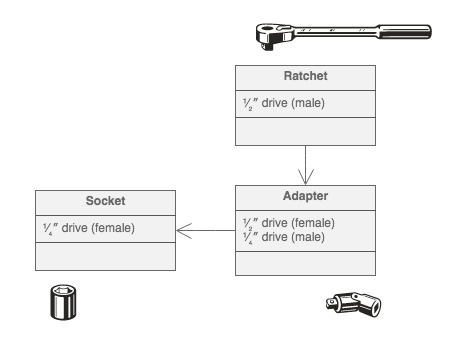 Ratchet
½″ drive (male)
Socket
¼″ drive (female)
Adapter
½″ drive (female)
¼″ drive (male)